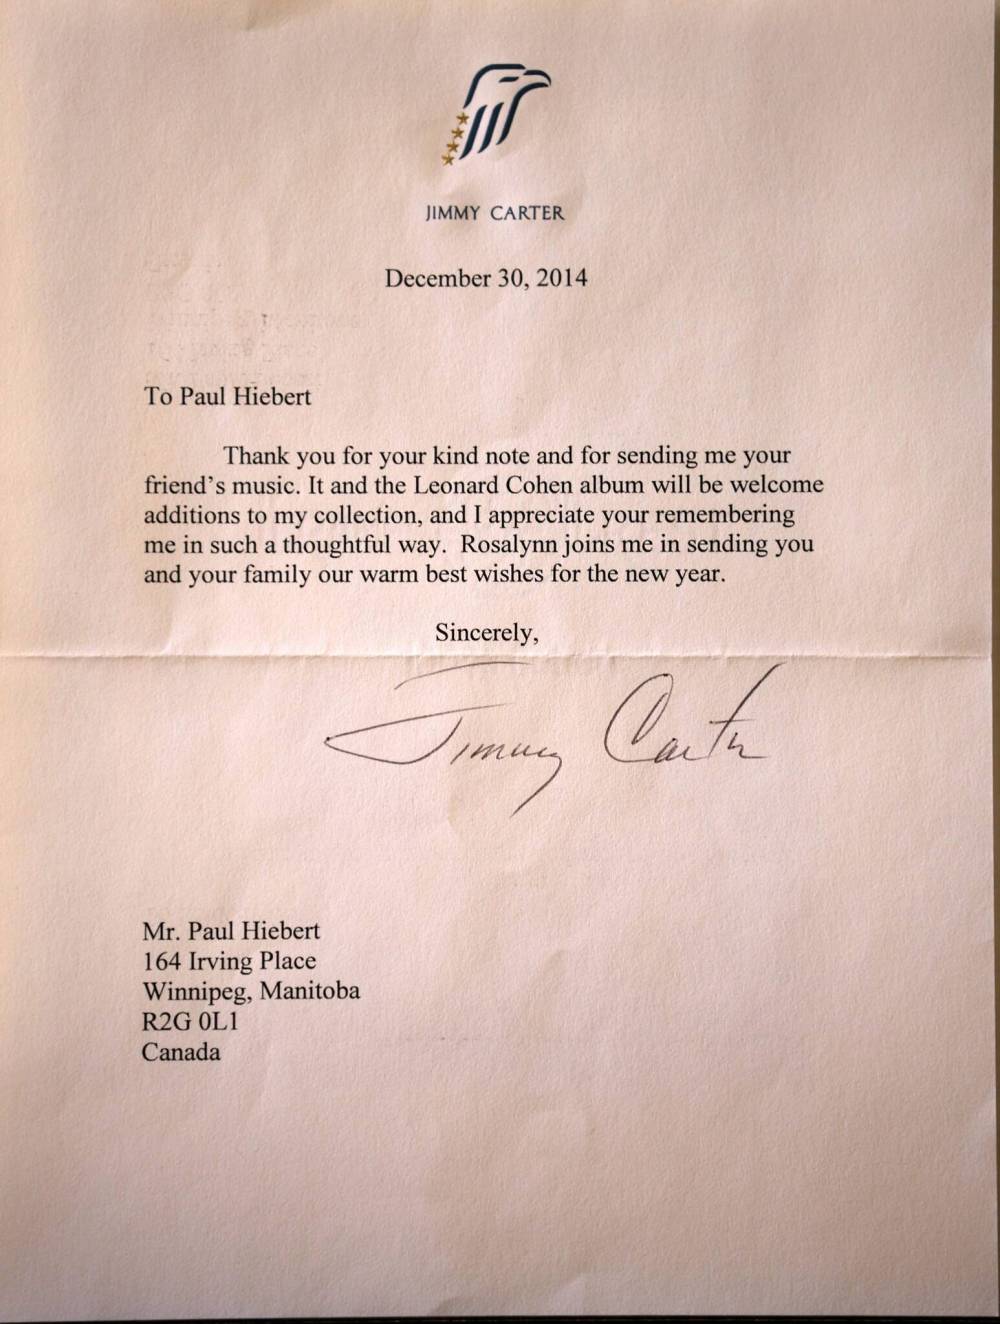 JIMMY CARTER
December 30, 2014
To Paul Hiebert
Thank you for your kind note and for sending me your
friend’s music. It and the Leonard Cohen album will be welcome
additions to my collection, and I appreciate your remembering
me in such a thoughtful way.  Rosalynn joins me in sending you
and your family our warm best wishes for the new year.
Sincerely,
Jimmy Carter
Mr. Paul Hiebert
164 Irving Place
Winnipeg, Manitoba
R2G 0L1
Canada